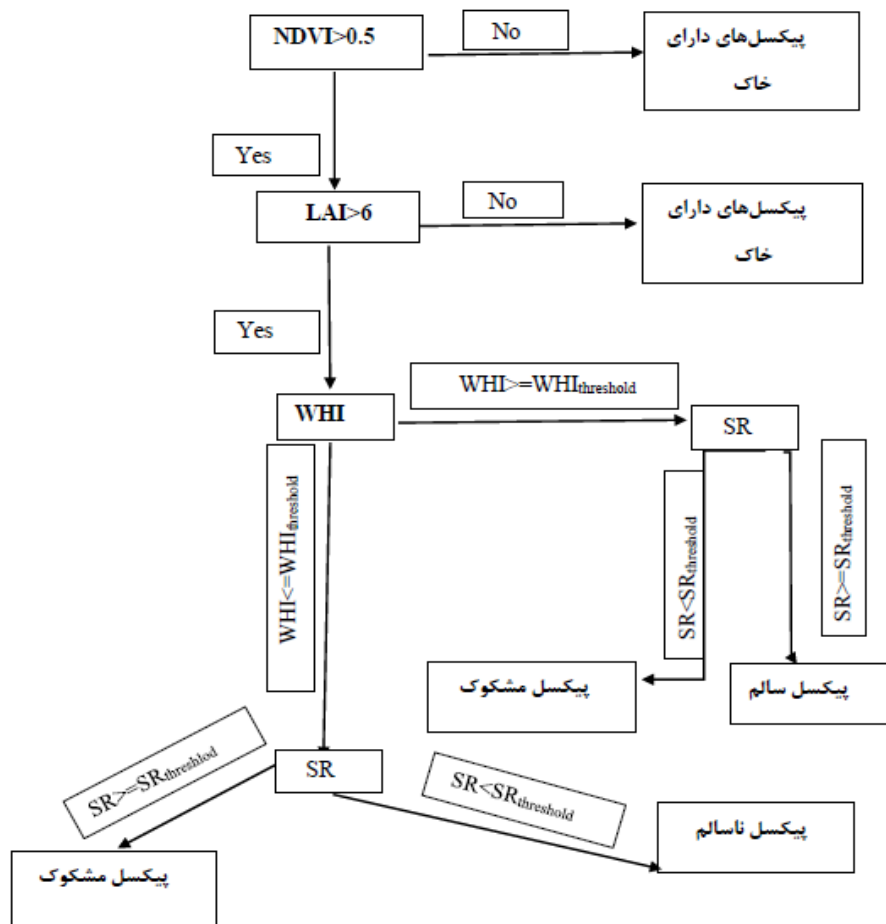 NDVI>0.5
No
پیکسل‌های دارای
خاک
Yes
LAI>6
No
پیکسل‌های دارای
خاک
Yes
WHI>=WHIthreshold
WHI
SR
WHI<=WHIthreshold
SR<SRthreshold
SR>=SRthreshold
پیکسل مشکوک
پیکسل سالم
SR
SR>=SRthreshlod
SR<SRthreshold
پیکسل ناسالم
پیکسل مشکوک